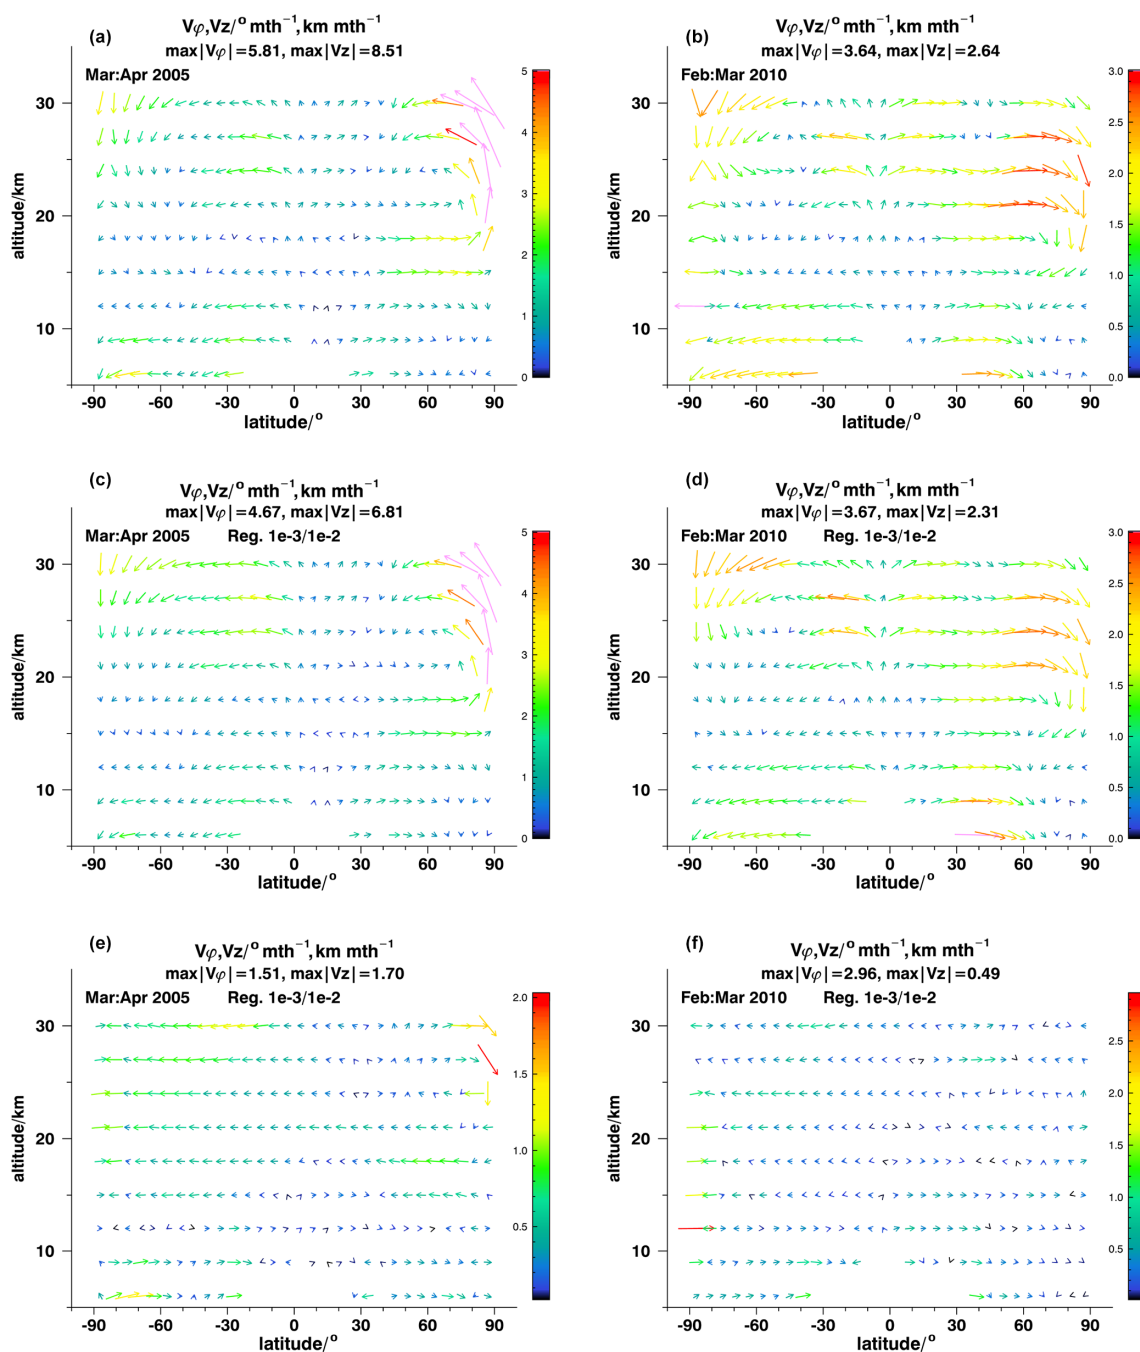 (a)
Vφ,Vz/° mth⁻¹, km mth⁻¹
max|Vφ|=5.81, max|Vz|=8.51
Mar:Apr 2005
altitude/km
30
20
10
-90 -60 -30 0 30 60 90
latitude/°
5
4
3
2
1
0
(b)
Vφ,Vz/° mth⁻¹, km mth⁻¹
max|Vφ|=3.64, max|Vz|=2.64
Feb:Mar 2010
altitude/km
30
20
10
-90 -60 -30 0 30 60 90
latitude/°
3.0
2.5
2.0
1.5
1.0
0.5
0.0
(c)
Vφ,Vz/° mth⁻¹, km mth⁻¹
max|Vφ|=4.67, max|Vz|=6.81
Mar:Apr 2005 Reg. 1e-3/1e-2
altitude/km
30
20
10
-90 -60 -30 0 30 60 90
latitude/°
5
4
3
2
1
0
(d)
Vφ,Vz/° mth⁻¹, km mth⁻¹
max|Vφ|=3.67, max|Vz|=2.31
Feb:Mar 2010 Reg. 1e-3/1e-2
altitude/km
30
20
10
-90 -60 -30 0 30 60 90
latitude/°
3.0
2.5
2.0
1.5
1.0
0.5
0.0
(e)
Vφ,Vz/° mth⁻¹, km mth⁻¹
max|Vφ|=1.51, max|Vz|=1.70
Mar:Apr 2005 Reg. 1e-3/1e-2
altitude/km
30
20
10
-90 -60 -30 0 30 60 90
latitude/°
2.0
1.5
1.0
0.5
(f)
Vφ,Vz/° mth⁻¹, km mth⁻¹
max|Vφ|=2.96, max|Vz|=0.49
Feb:Mar 2010 Reg. 1e-3/1e-2
altitude/km
30
20
10
-90 -60 -30 0 30 60 90
latitude/°
2.5
2.0
1.5
1.0
0.5